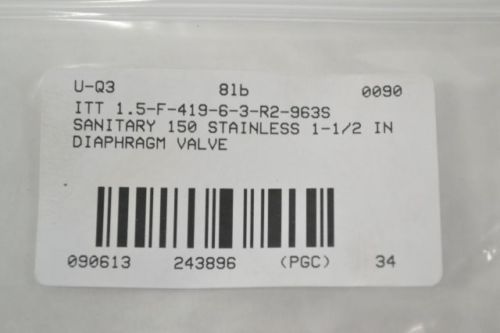 U-Q3 8lb 0090
ITT 1.5-F-419-6-3-R2-963S
SANITARY 150 STAINLESS 1-1/2 IN
DIAPHRAGM VALVE
090613 243896 (PGC) 34